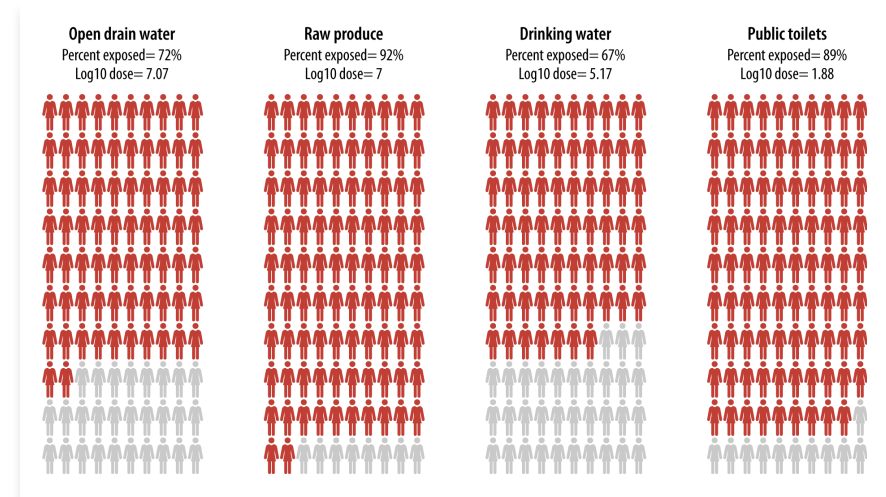 Open drain water
Percent exposed= 72%
Log10 dose= 7.07
Raw produce
Percent exposed= 92%
Log10 dose= 7
Drinking water
Percent exposed= 67%
Log10 dose= 5.17
Public toilets
Percent exposed= 89%
Log10 dose= 1.88